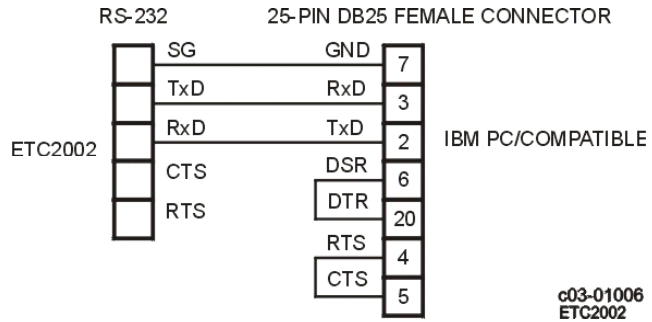 RS-232 25-PIN DB25 FEMALE CONNECTOR
SG GND 7
TxD RxD 3
RxD TxD 2
ETC2002 IBM PC/COMPATIBLE
CTS DSR 6
DTR
RTS 20
RTS 4
CTS 5
c03-01006
ETC2002